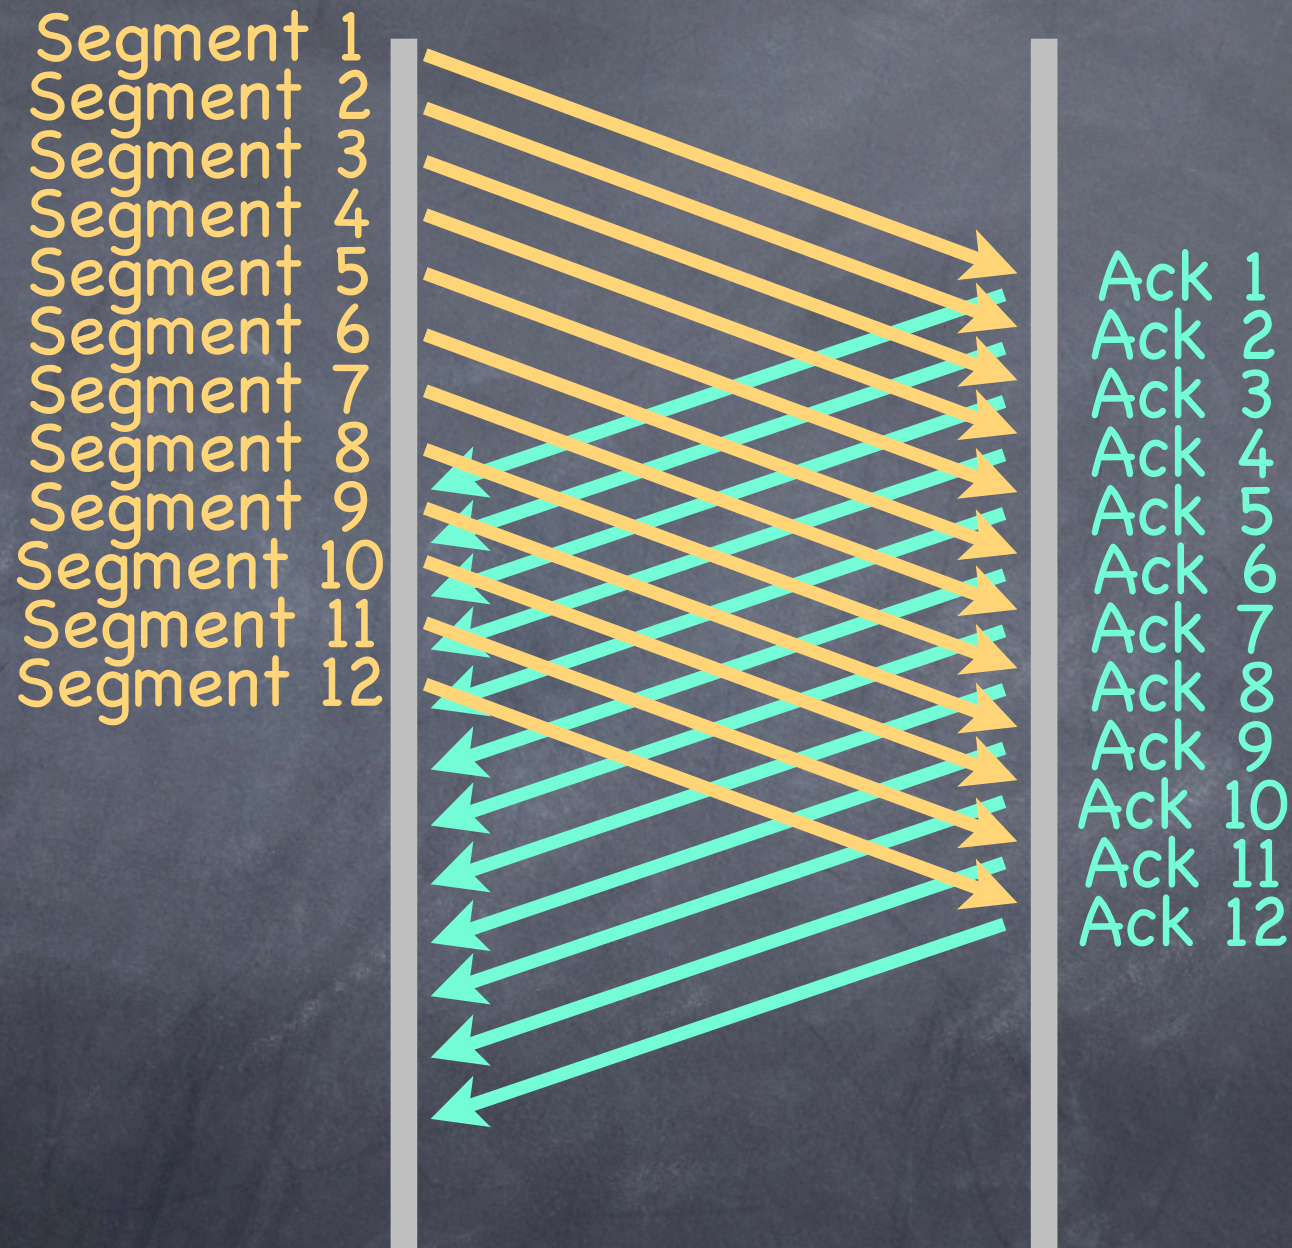 Segment 1
Segment 2
Segment 3
Segment 4
Segment 5
Segment 6
Segment 7
Segment 8
Segment 9
Segment 10
Segment 11
Segment 12
Ack 1
Ack 2
Ack 3
Ack 4
Ack 5
Ack 6
Ack 7
Ack 8
Ack 9
Ack 10
Ack 11
Ack 12